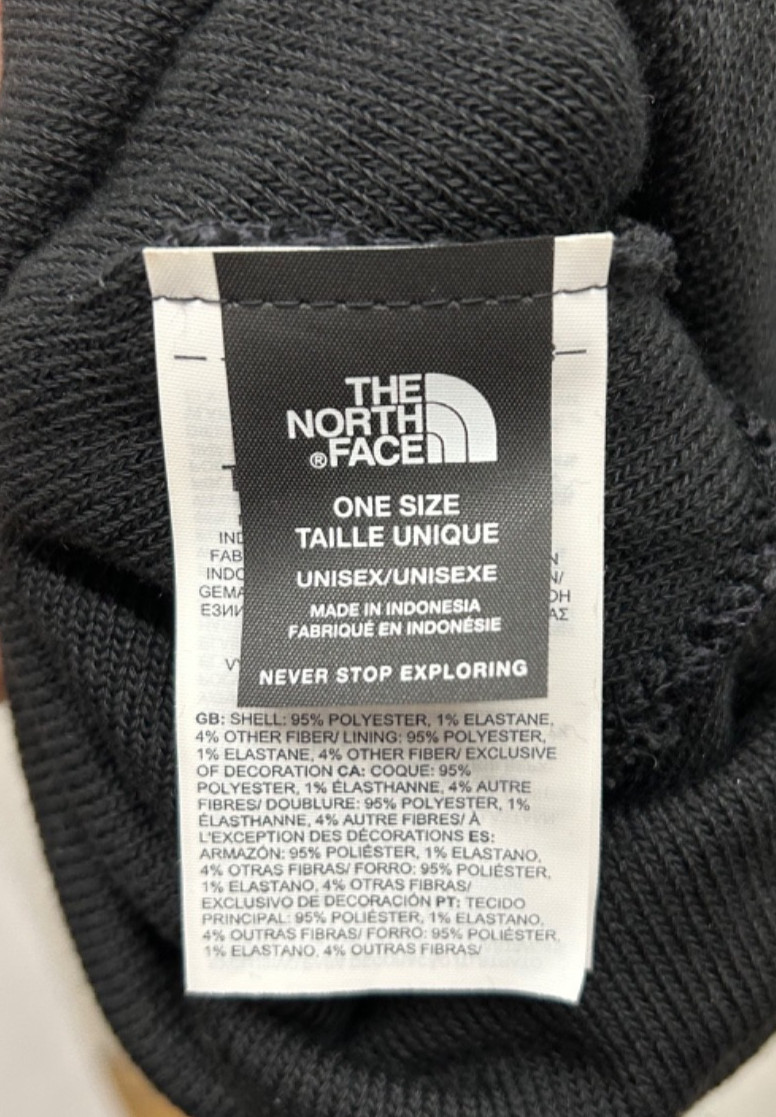 THE
NORTH
®FACE
ONE SIZE
TAILLE UNIQUE
UNISEX/UNISEXE
MADE IN INDONESIA
FABRIQUÉ EN INDONÉSIE
NEVER STOP EXPLORING
GB: SHELL: 95% POLYESTER, 1% ELASTANE,
4% OTHER FIBER/ LINING: 95% POLYESTER,
1% ELASTANE, 4% OTHER FIBER/ EXCLUSIVE
OF DECORATION CA: COQUE: 95%
POLYESTER, 1% ÉLASTHANNE, 4% AUTRE
FIBRES/ DOUBLURE: 95% POLYESTER, 1%
ÉLASTHANNE, 4% AUTRES FIBRES/ À
L'EXCEPTION DES DÉCORATIONS ES:
ARMAZÓN: 95% POLIÉSTER, 1% ELASTANO,
4% OTRAS FIBRAS/ FORRO: 95% POLIÉSTER,
1% ELASTANO, 4% OTRAS FIBRAS/
EXCLUSIVO DE DECORACIÓN PT: TECIDO
PRINCIPAL: 95% POLIÉSTER, 1% ELASTANO,
4% OUTRAS FIBRAS/ FORRO: 95% POLIÉSTER,
1% ELASTANO, 4% OUTRAS FIBRAS/